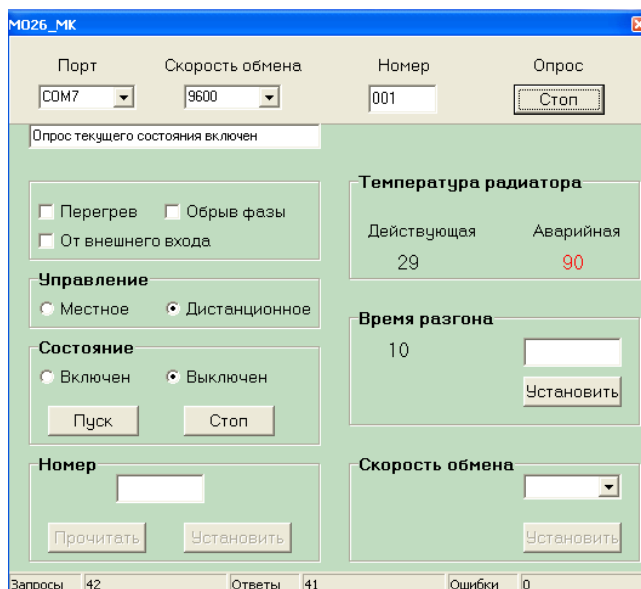 M026_MK
Порт Скорость обмена Номер Опрос
COM7 9600 001 Стоп
Опрос текущего состояния включен
Перегрев Обрыв фазы
От внешнего входа
Управление
Местное Дистанционное
Состояние
Включен Выключен
Пуск Стоп
Номер
Прочитать Установить
Температура радиатора
Действующая Аварийная
29 90
Время разгона
10
Установить
Скорость обмена
Установить
Запросы 42 Ответы 41 Ошибки 0